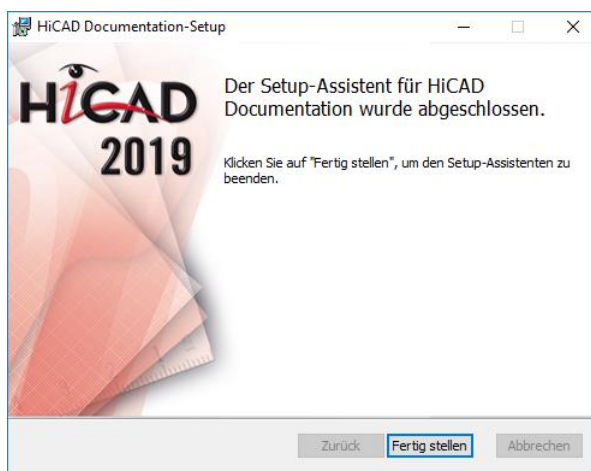 HiCAD Documentation-Setup
HiCAD
2019
Der Setup-Assistent für HiCAD
Documentation wurde abgeschlossen.
Klicken Sie auf "Fertig stellen", um den Setup-Assistenten zu
beenden.
Zurück Fertig stellen Abbrechen